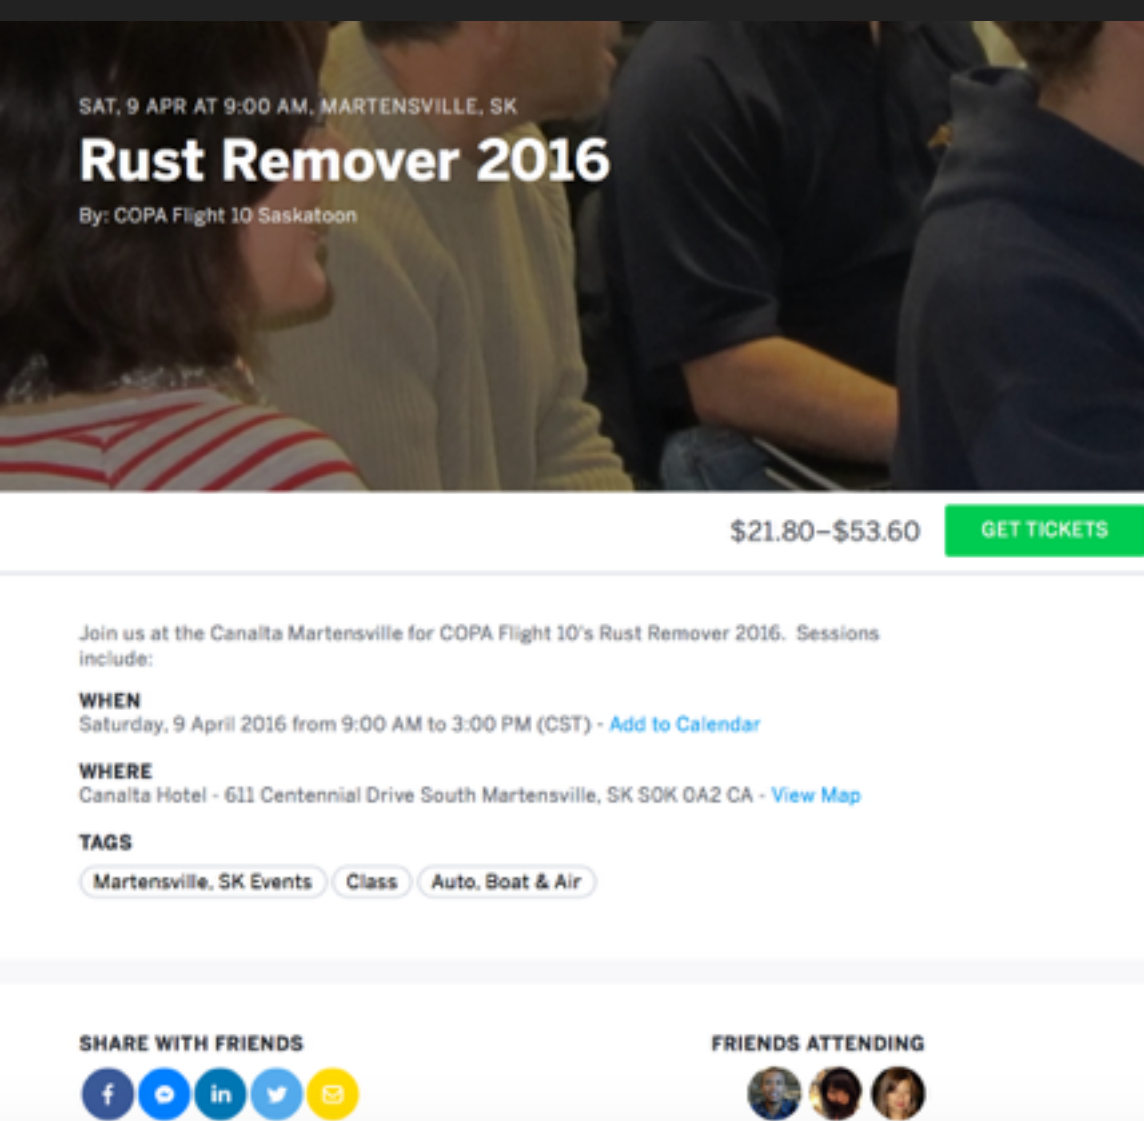 SAT, 9 APR AT 9:00 AM, MARTENSVILLE, SK
Rust Remover 2016
By: COPA Flight 10 Saskatoon
$21.80–$53.60
GET TICKETS
Join us at the Canalta Martensville for COPA Flight 10's Rust Remover 2016.  Sessions
include:
WHEN
Saturday, 9 April 2016 from 9:00 AM to 3:00 PM (CST) - Add to Calendar
WHERE
Canalta Hotel - 611 Centennial Drive South Martensville, SK S0K 0A2 CA - View Map
TAGS
Martensville, SK Events
Class
Auto, Boat & Air
SHARE WITH FRIENDS
FRIENDS ATTENDING
f
in